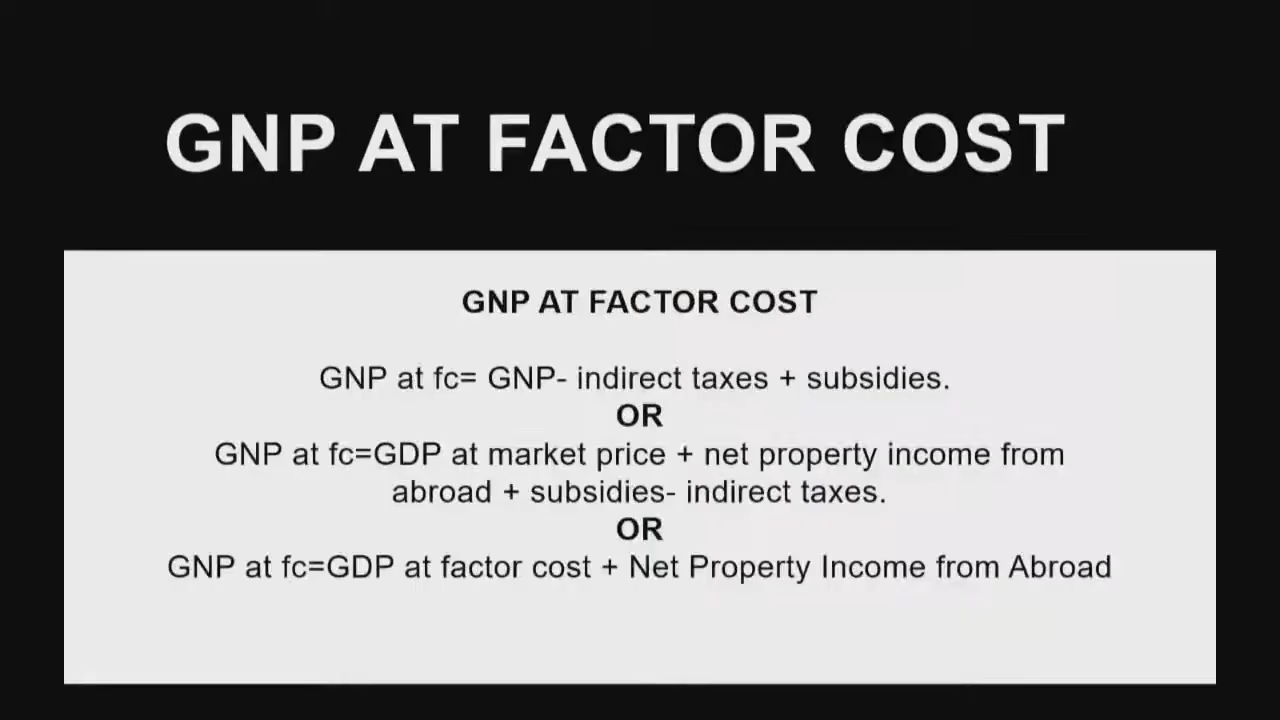 GNP AT FACTOR COST
GNP AT FACTOR COST
GNP at fc= GNP- indirect taxes + subsidies.
OR
GNP at fc=GDP at market price + net property income from
abroad + subsidies- indirect taxes.
OR
GNP at fc=GDP at factor cost + Net Property Income from Abroad